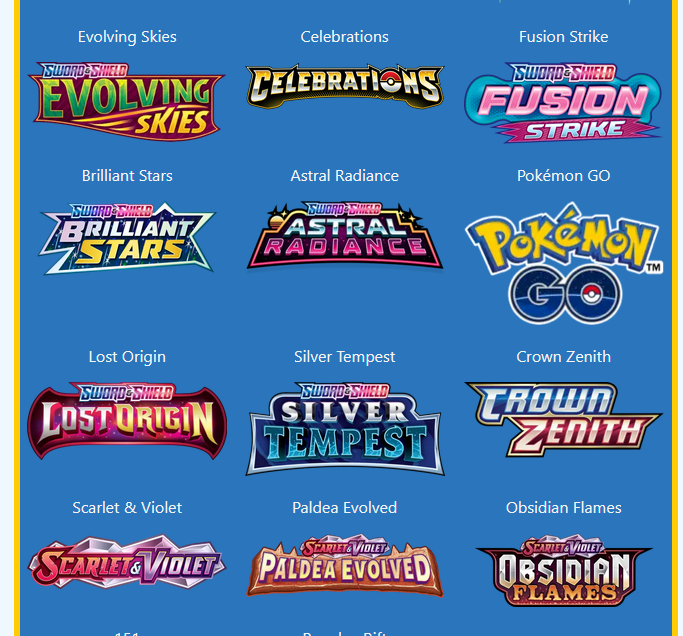 Evolving Skies
Celebrations
Fusion Strike
SWORD & SHIELD
EVOLVING
SKIES
CELEBRATIONS
SWORD & SHIELD
FUSION
STRIKE
Brilliant Stars
Astral Radiance
Pokémon GO
SWORD & SHIELD
BRILLIANT
STARS
SWORD & SHIELD
ASTRAL
RADIANCE
POKéMON
TM
GO
Lost Origin
Silver Tempest
Crown Zenith
SWORD & SHIELD
LOST ORIGIN
SWORD & SHIELD
SILVER
TEMPEST
CROWN
ZENITH
Scarlet & Violet
Paldea Evolved
Obsidian Flames
SCARLET & VIOLET
SCARLET & VIOLET
PALDEA EVOLVED
SCARLET & VIOLET
OBSIDIAN
FLAMES
151